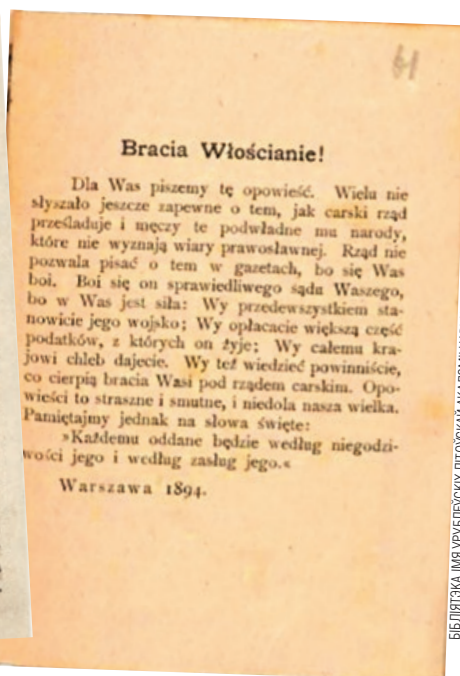 61
Bracia Włościanie!
Dla Was piszemy tę opowieść. Wielu nie
słyszało jeszcze zapewne o tem, jak carski rząd
prześladuje i męczy te podwładne mu narody,
które nie wyznają wiary prawosławnej. Rząd nie
pozwala pisać o tem w gazetach, bo się Was
boi. Boi się on sprawiedliwego sądu Waszego,
bo w Was jest siła: Wy przedewszystkiem sta-
nowicie jego wojsko; Wy opłacacie większą część
podatków, z których on żyje; Wy całemu kra-
jowi chleb dajecie. Wy też wiedzieć powinniście,
co cierpią bracia Wasi pod rządem carskim. Opo-
wieści to straszne i smutne, i niedola nasza wielka.
Pamiętajmy jednak na słowa święte:
»Każdemu oddane będzie według niegodzi-
wości jego i według zasług jego.«
Warszawa 1894.
БІБЛІЯТЭКА ІМЯ ЎРУБЛЕЎСКІХ ЛІТОЎСКАЙ